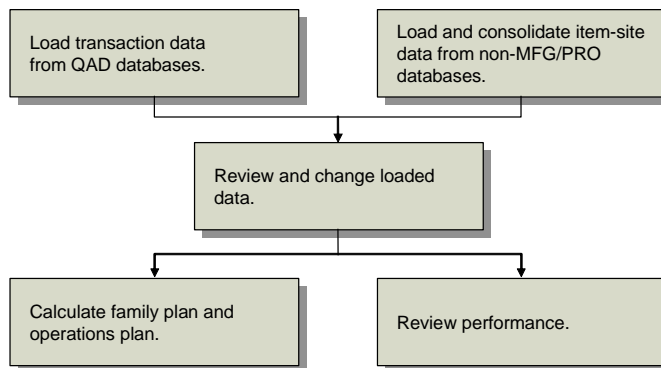 Load transaction data
from QAD databases.
Load and consolidate item-site
data from non-MFG/PRO
databases.
Review and change loaded
data.
Calculate family plan and
operations plan.
Review performance.